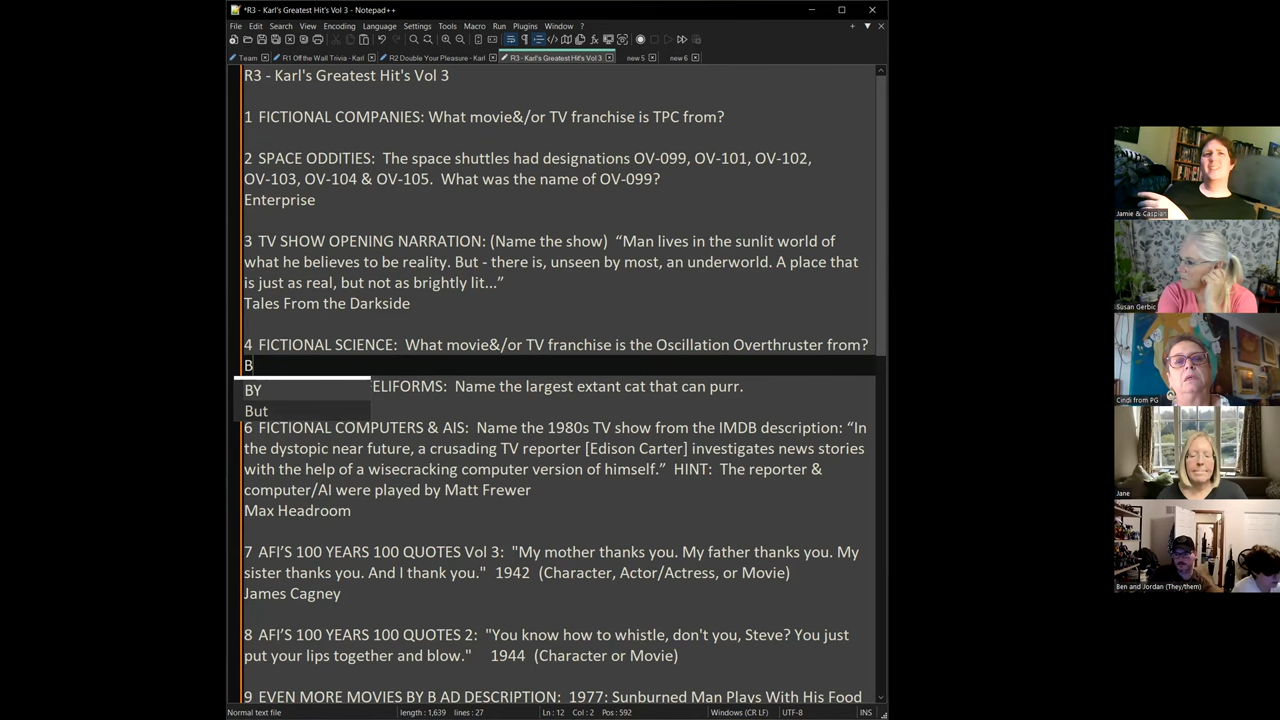 *R3 - Karl's Greatest Hit's Vol 3 - Notepad++
File Edit Search View Encoding Language Settings Tools Macro Run Plugins Window ?
Team R1 Off the Wall Trivia - Karl R2 Double Your Pleasure - Karl R3 - Karl's Greatest Hit's Vol 3 new 5 new 6
R3 - Karl's Greatest Hit's Vol 3
1 FICTIONAL COMPANIES: What movie&/or TV franchise is TPC from?
2 SPACE ODDITIES: The space shuttles had designations OV-099, OV-101, OV-102,
OV-103, OV-104 & OV-105. What was the name of OV-099?
Enterprise
3 TV SHOW OPENING NARRATION: (Name the show) “Man lives in the sunlit world of
what he believes to be reality. But - there is, unseen by most, an underworld. A place that
is just as real, but not as brightly lit...”
Tales From the Darkside
4 FICTIONAL SCIENCE: What movie&/or TV franchise is the Oscillation Overthruster from?
B
ELIFORMS: Name the largest extant cat that can purr.
BY
But
6 FICTIONAL COMPUTERS & AIS: Name the 1980s TV show from the IMDB description: “In
the dystopic near future, a crusading TV reporter [Edison Carter] investigates news stories
with the help of a wisecracking computer version of himself.” HINT: The reporter &
computer/AI were played by Matt Frewer
Max Headroom
7 AFI’S 100 YEARS 100 QUOTES Vol 3: "My mother thanks you. My father thanks you. My
sister thanks you. And I thank you." 1942 (Character, Actor/Actress, or Movie)
James Cagney
8 AFI’S 100 YEARS 100 QUOTES 2: "You know how to whistle, don't you, Steve? You just
put your lips together and blow." 1944 (Character or Movie)
9 EVEN MORE MOVIES BY B AD DESCRIPTION: 1977: Sunburned Man Plays With His Food
Normal text file length : 1,639 lines : 27 Ln : 12 Col : 2 Pos : 592 Windows (CR LF) UTF-8 INS
Jamie & Caspian
Susan Gerbic
Cindi from PG
Jane
Ben and Jordan (They/them)